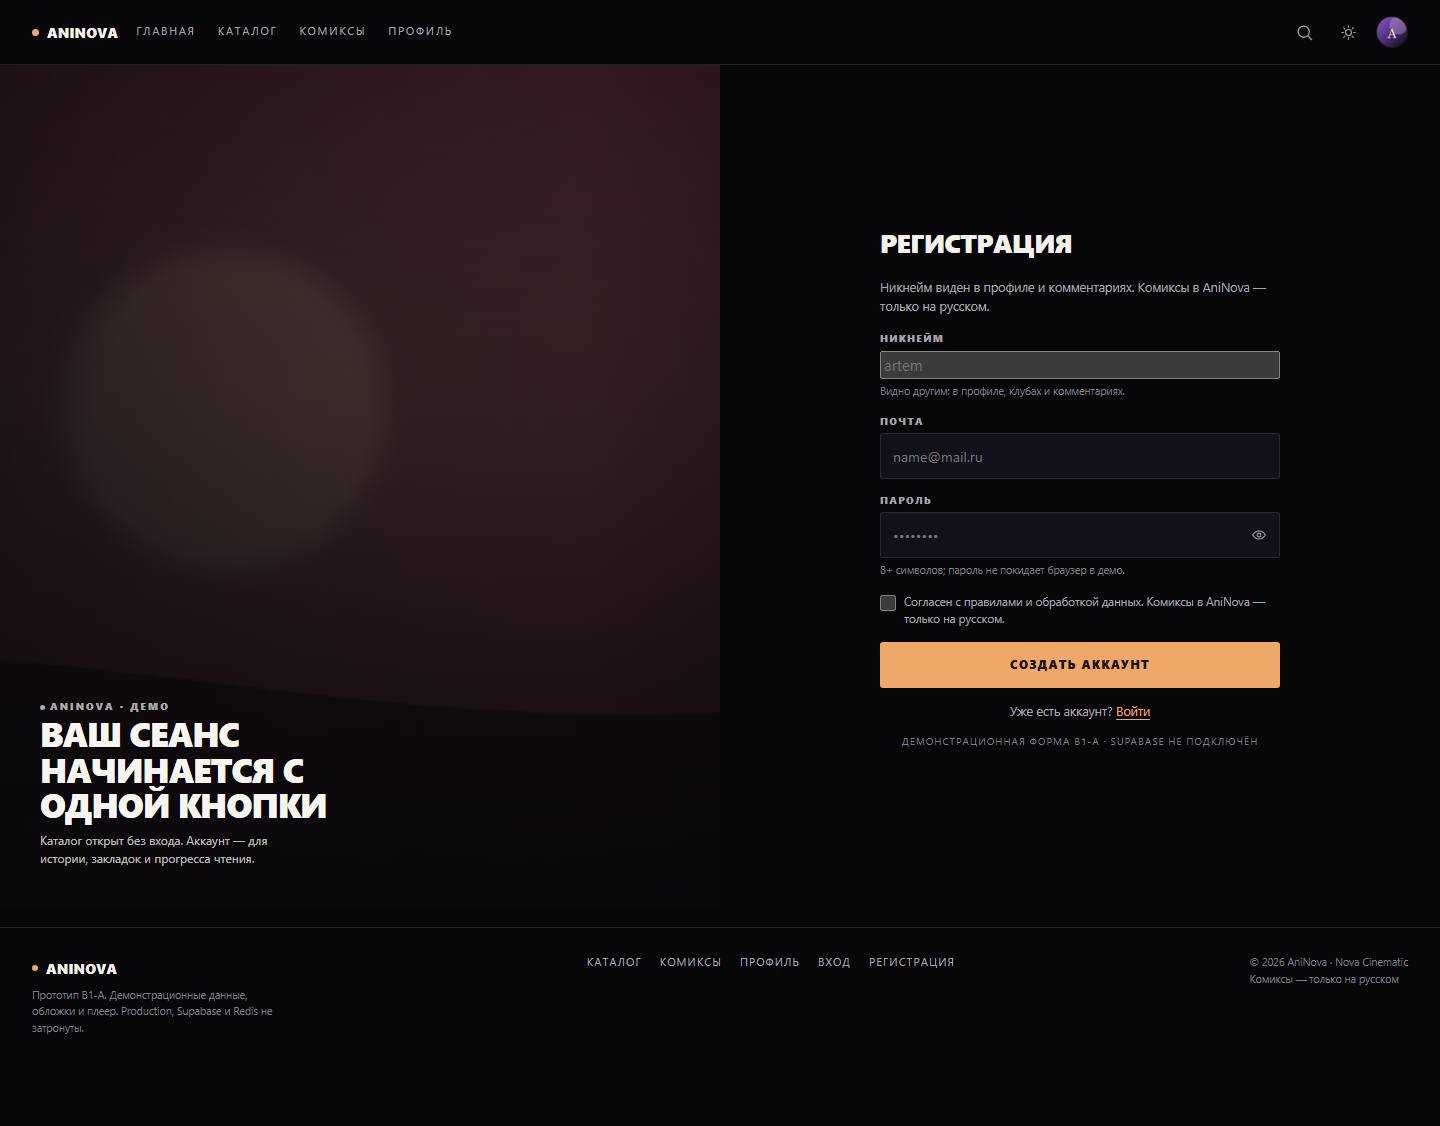 ANINOVA ГЛАВНАЯ КАТАЛОГ КОМИКСЫ ПРОФИЛЬ A
ANINOVA · ДЕМО
ВАШ СЕАНС
НАЧИНАЕТСЯ С
ОДНОЙ КНОПКИ
Каталог открыт без входа. Аккаунт — для
истории, закладок и прогресса чтения.
РЕГИСТРАЦИЯ
Никнейм виден в профиле и комментариях. Комиксы в AniNova —
только на русском.
НИКНЕЙМ
artem
Видно другим: в профиле, клубах и комментариях.
ПОЧТА
name@mail.ru
ПАРОЛЬ
••••••••
8+ символов; пароль не покидает браузер в демо.
Согласен с правилами и обработкой данных. Комиксы в AniNova —
только на русском.
СОЗДАТЬ АККАУНТ
Уже есть аккаунт? Войти
ДЕМОНСТРАЦИОННАЯ ФОРМА B1-A · SUPABASE НЕ ПОДКЛЮЧЁН
ANINOVA
Прототип B1-A. Демонстрационные данные,
обложки и плеер. Production, Supabase и Redis не
затронуты.
КАТАЛОГ КОМИКСЫ ПРОФИЛЬ ВХОД РЕГИСТРАЦИЯ
© 2026 AniNova · Nova Cinematic
Комиксы — только на русском